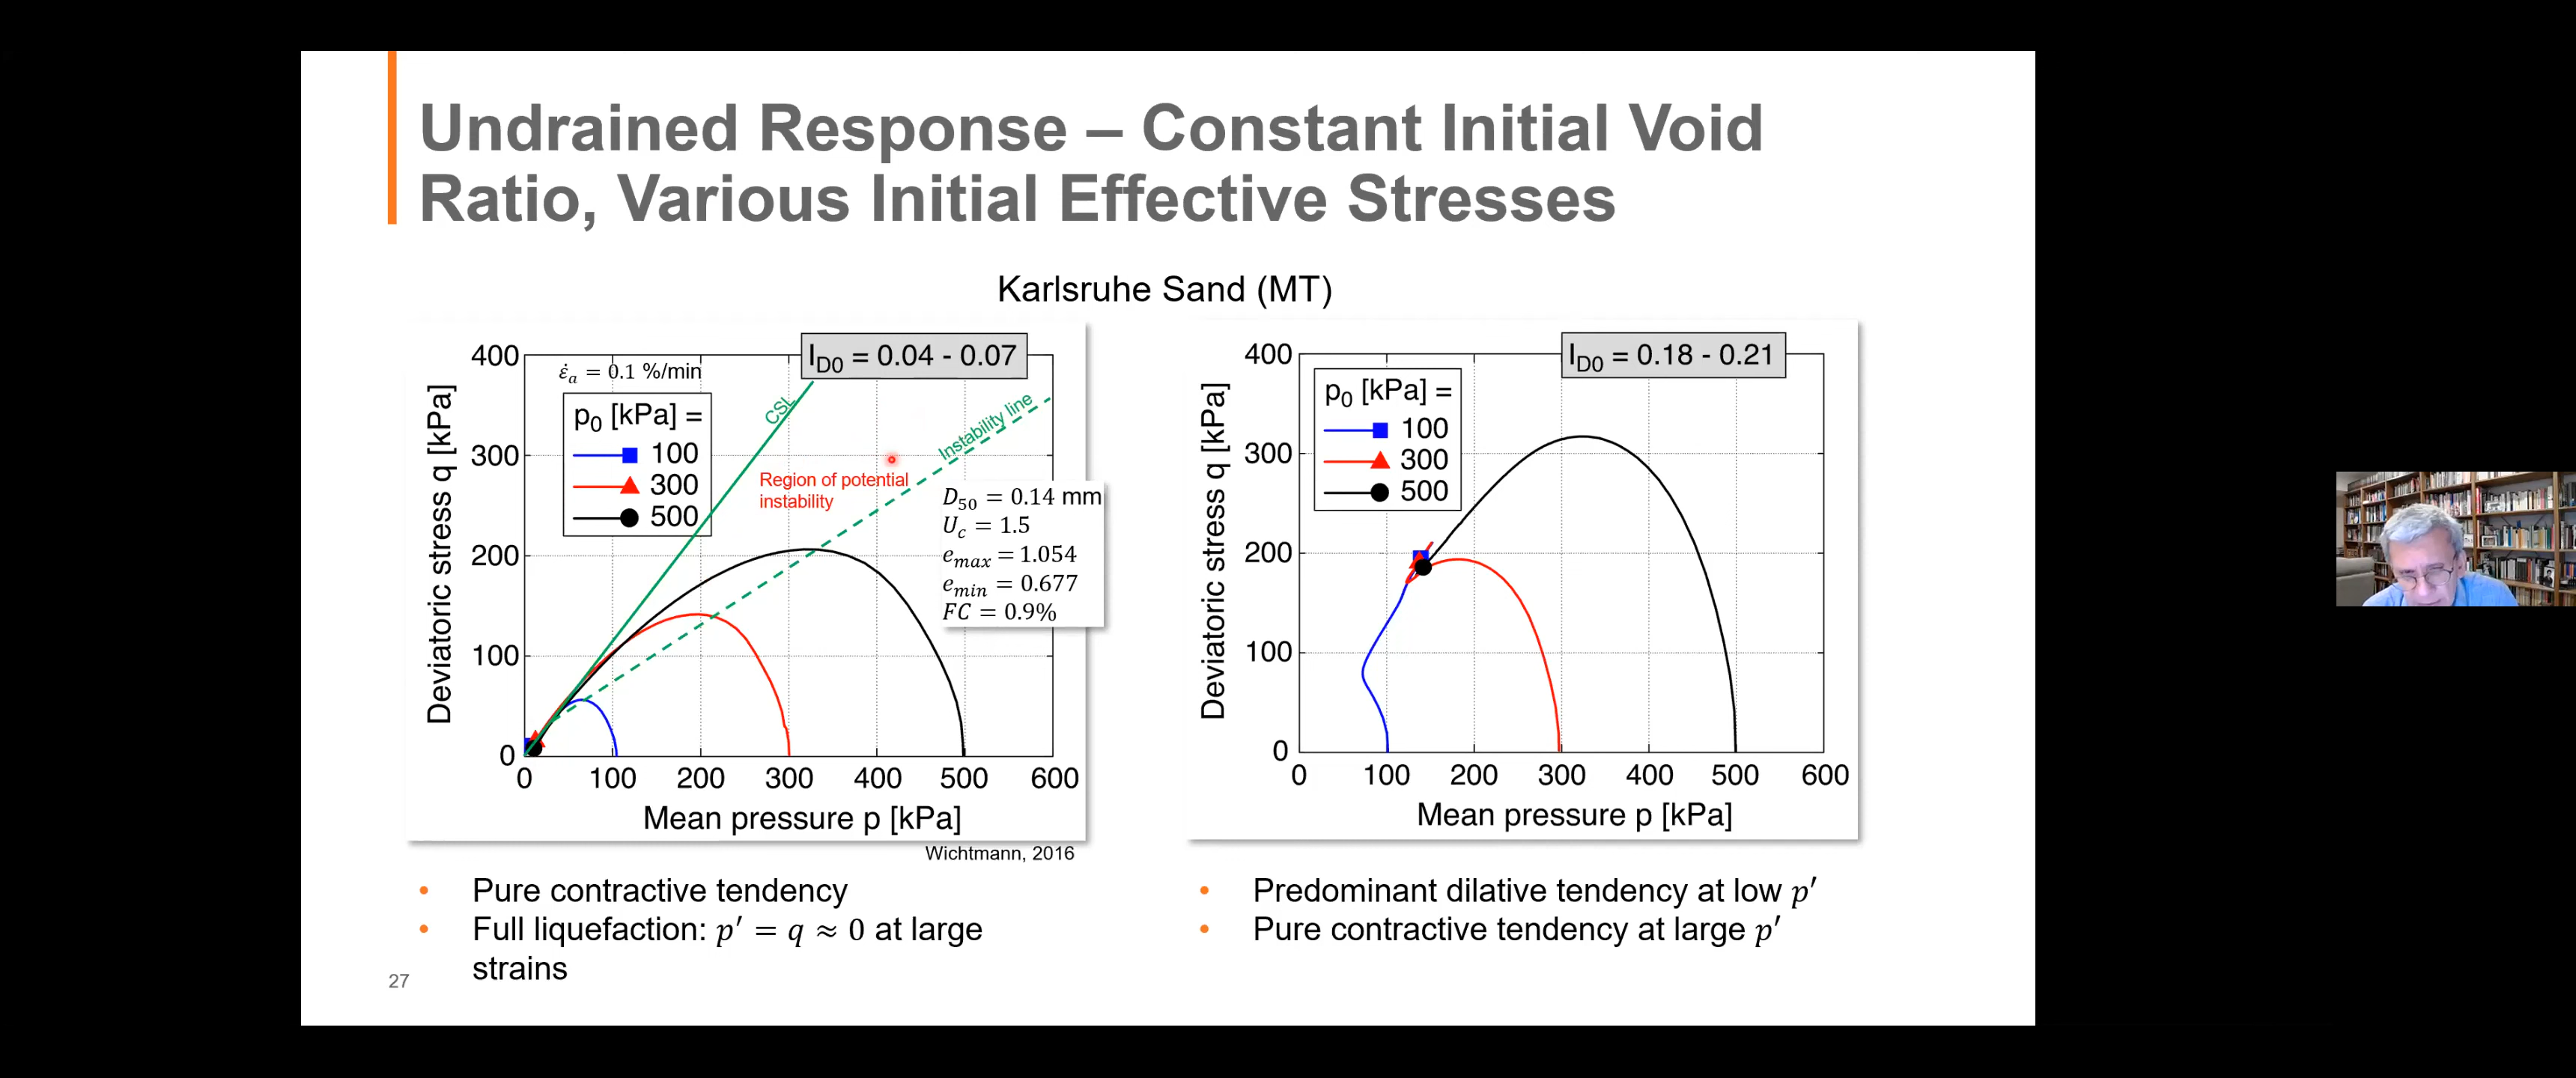 Undrained Response – Constant Initial Void
Ratio, Various Initial Effective Stresses
Karlsruhe Sand (MT)
I_D0 = 0.04 - 0.07
ε̇_a = 0.1 %/min
p_0 [kPa] =
100
300
500
CSL
Instability line
Region of potential
instability
D_50 = 0.14 mm
U_c = 1.5
e_max = 1.054
e_min = 0.677
FC = 0.9%
Deviatoric stress q [kPa]
400
300
200
100
0
0 100 200 300 400 500 600
Mean pressure p [kPa]
Wichtmann, 2016
I_D0 = 0.18 - 0.21
p_0 [kPa] =
100
300
500
Deviatoric stress q [kPa]
400
300
200
100
0
0 100 200 300 400 500 600
Mean pressure p [kPa]
• Pure contractive tendency
• Full liquefaction: p′ = q ≈ 0 at large
strains
• Predominant dilative tendency at low p′
• Pure contractive tendency at large p′
27